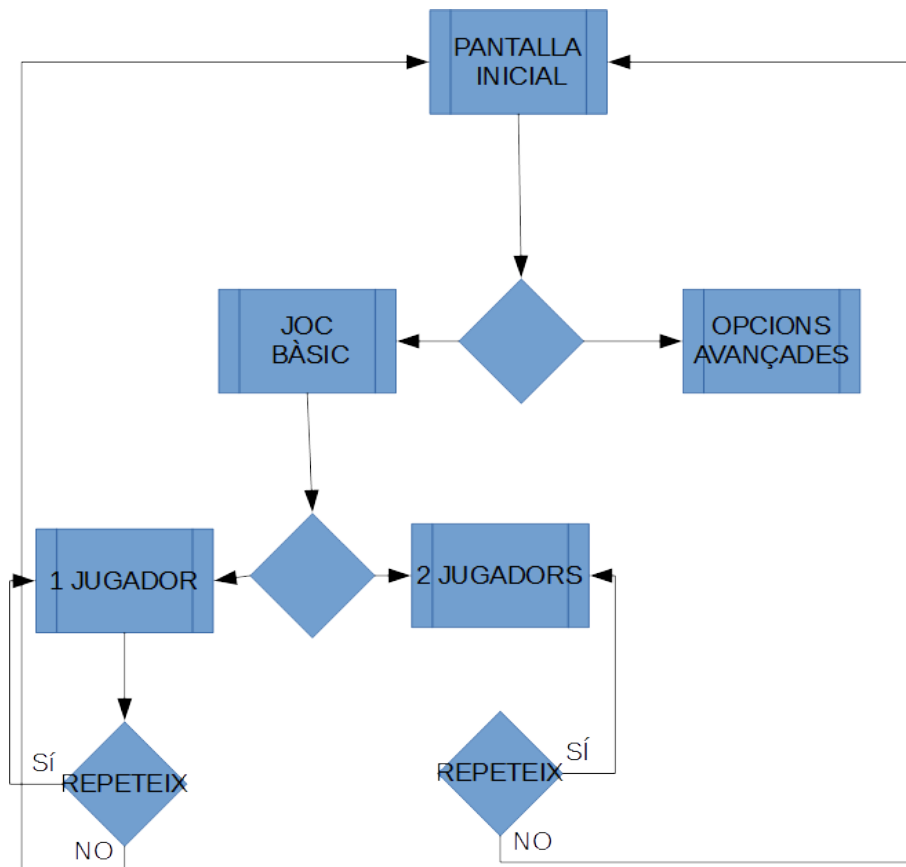 PANTALLA
INICIAL
JOC
BÀSIC
OPCIONS
AVANÇADES
1 JUGADOR
2 JUGADORS
SÍ
REPETEIX
NO
REPETEIX
SÍ
NO